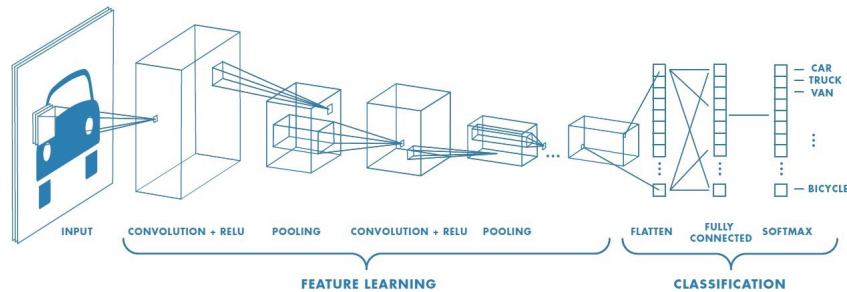 CAR
TRUCK
VAN
BICYCLE
INPUT
CONVOLUTION + RELU
POOLING
CONVOLUTION + RELU
POOLING
FLATTEN
FULLY
CONNECTED
SOFTMAX
FEATURE LEARNING
CLASSIFICATION